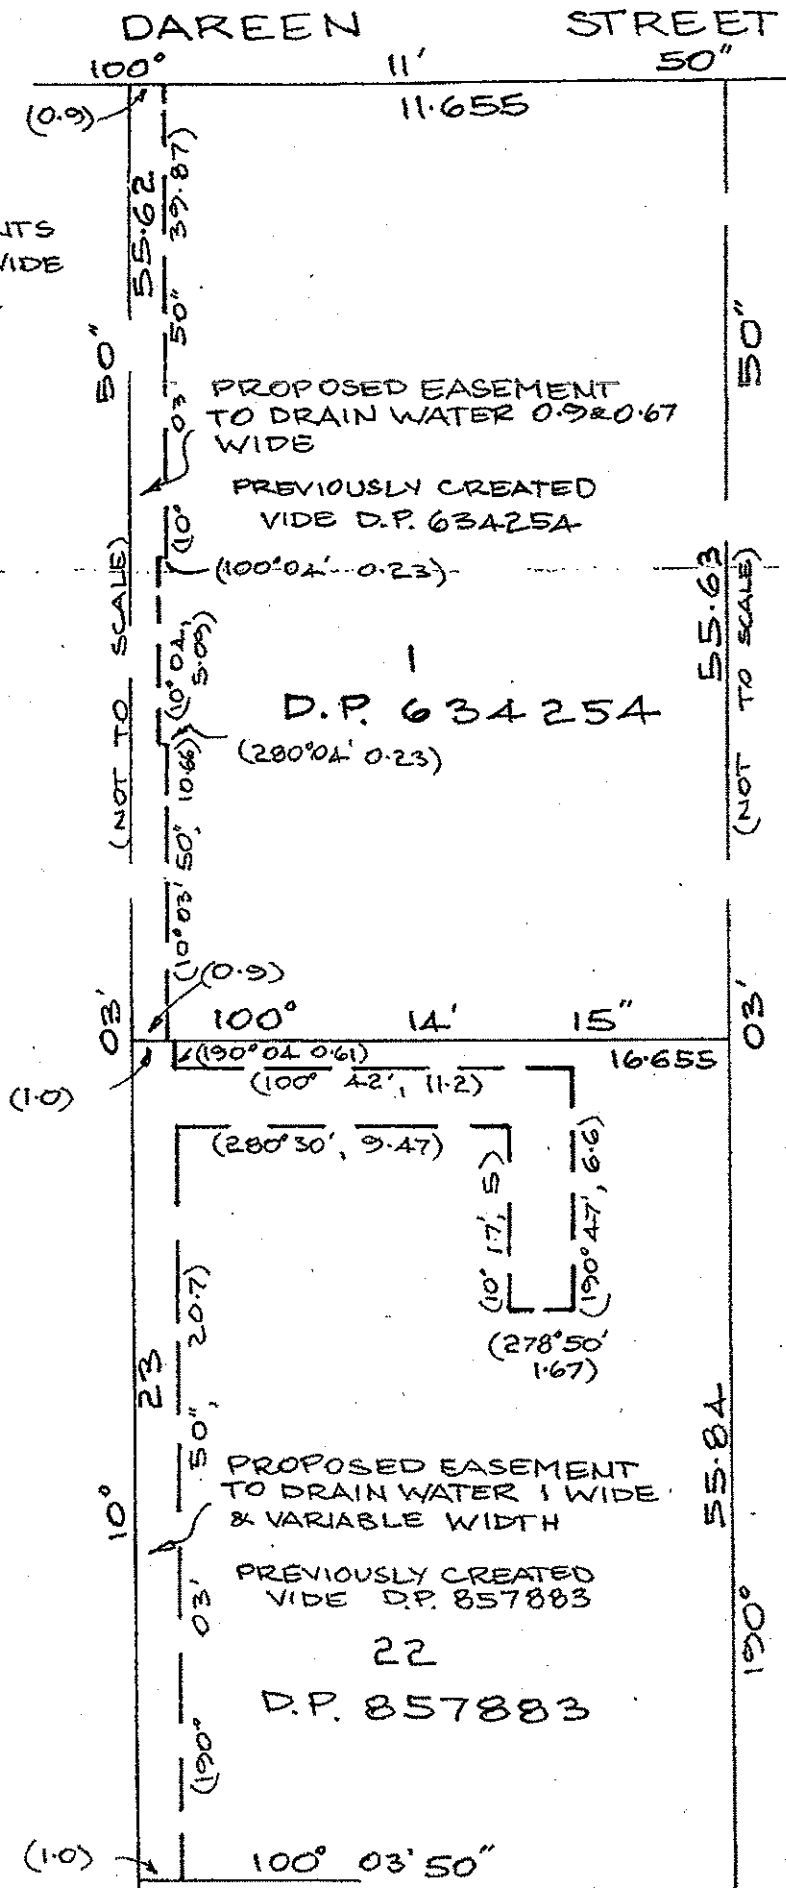 DAREEN STREET
100° 11' 50"
(0.9)
11.655
55.62
(10° 03' 50" 39.87)
NTS
VIDE
50"
50"
PROPOSED EASEMENT
TO DRAIN WATER 0.9 & 0.67
WIDE
PREVIOUSLY CREATED
VIDE D.P. 634254
(100°04' 0.23)
(NOT TO SCALE)
55.63
(NOT TO SCALE)
(10° 04', 5.09)
1
D.P. 634254
(280°04' 0.23)
(10° 03' 50", 10.66)
(0.9)
03'
100° 14' 15"
03'
(190°04 0.61)
16.655
(1.0)
(100° 42', 11.2)
(280°30', 9.47)
(10° 17', 5)
(190°47', 6.6)
(278°50'
1.67)
23
(190° 03' 50", 20.7)
10°
55.84
190°
PROPOSED EASEMENT
TO DRAIN WATER 1 WIDE
& VARIABLE WIDTH
PREVIOUSLY CREATED
VIDE D.P. 857883
22
D.P. 857883
(1.0)
100° 03' 50"